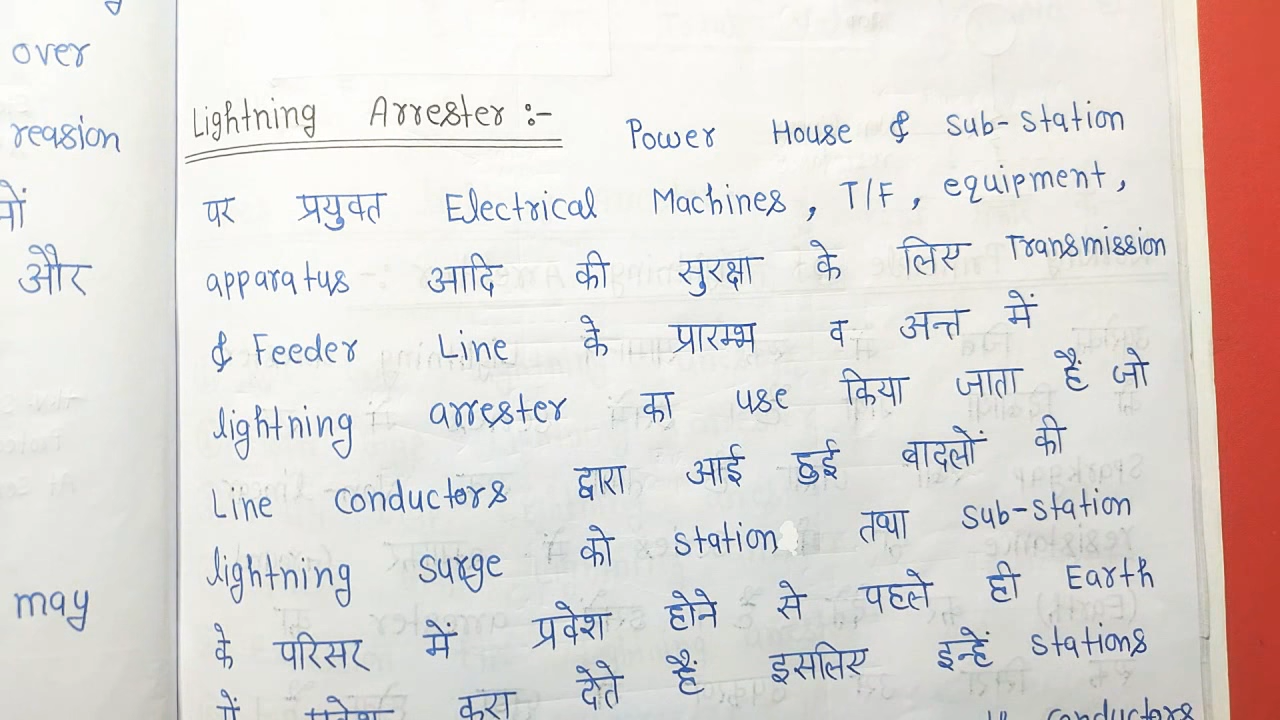 over
reasion
और
may
Lightning Arrester :- Power House & Sub-Station
पर प्रयुक्त Electrical Machines, T/F, equipment,
apparatus आदि की सुरक्षा के लिए Transmission
& Feeder Line के प्रारम्भ व अन्त में
lightning arrester का use किया जाता हैं जो
Line conductors द्वारा आई हुई बादलों की
lightning surge को station तथा sub-station
के परिसर में प्रवेश होने से पहले ही Earth
में प्रवेश करा देते हैं इसलिए इन्हें stations
conductors